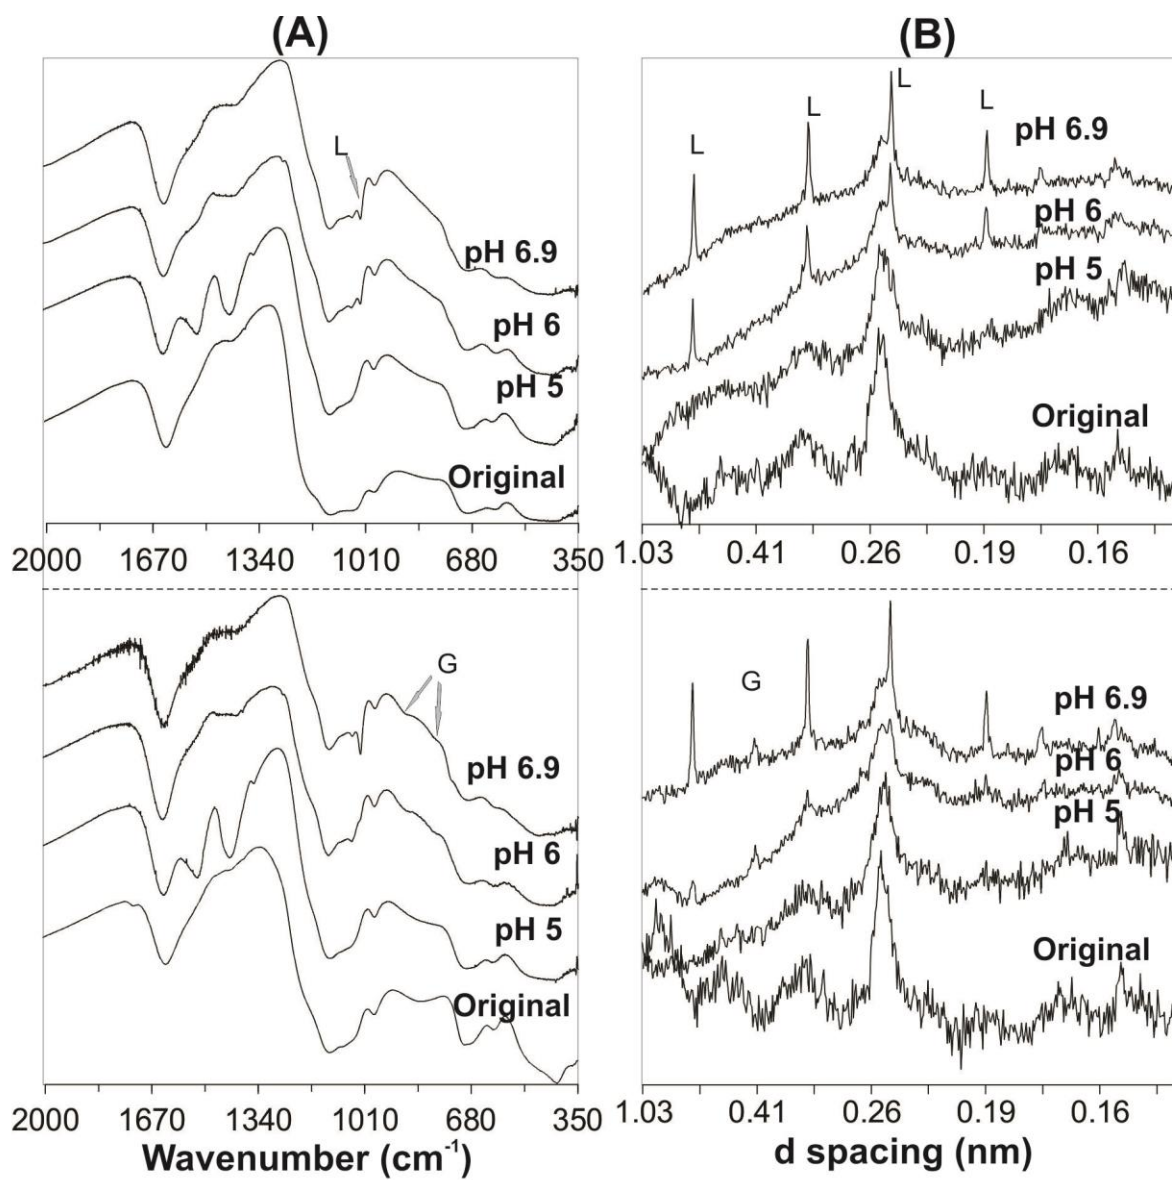 (A)
L
pH 6.9
pH 6
pH 5
Original
2000 1670 1340 1010 680 350
G
pH 6.9
pH 6
pH 5
Original
2000 1670 1340 1010 680 350
Wavenumber (cm-1)
(B)
L L L L
pH 6.9
pH 6
pH 5
Original
1.03 0.41 0.26 0.19 0.16
G
pH 6.9
pH 6
pH 5
Original
1.03 0.41 0.26 0.19 0.16
d spacing (nm)